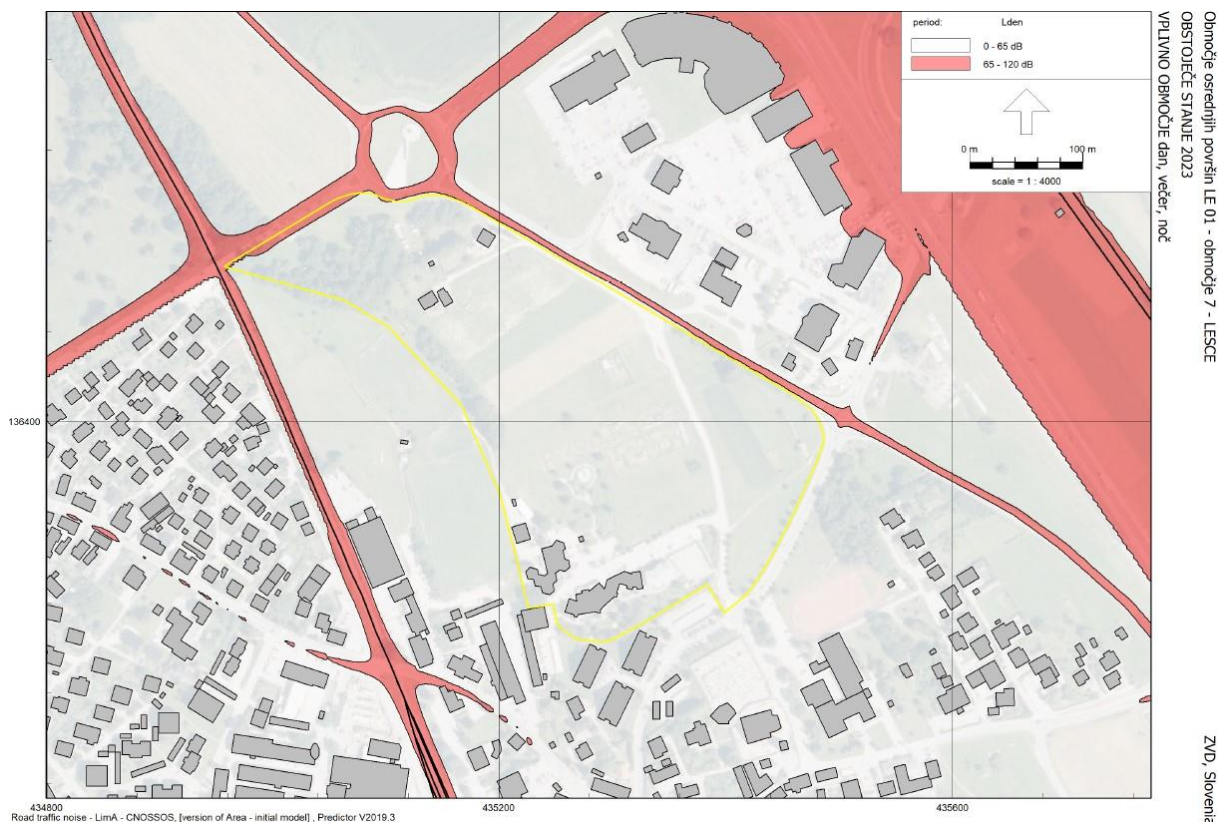 period: Lden
0 - 65 dB
65 - 120 dB
0 m 100 m
scale = 1 : 4000
Območje osrednjih površin LE 01 - območje 7 - LESCE
OBSTOJEČE STANJE 2023
VPLIVNO OBMOČJE dan, večer, noč
136400
ZVD, Slovenia
434800 435200 435600
Road traffic noise - LimA - CNOSSOS, [version of Area - initial model] , Predictor V2019.3